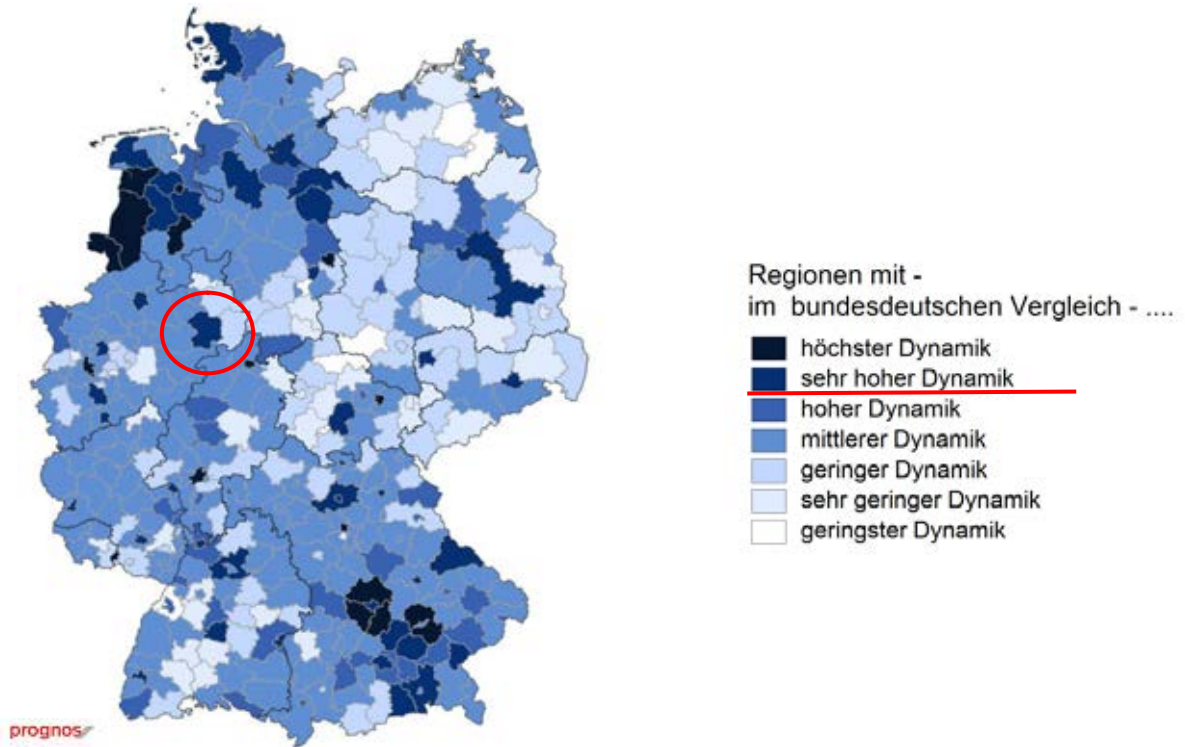 Regionen mit -
im bundesdeutschen Vergleich - ....
höchster Dynamik
sehr hoher Dynamik
hoher Dynamik
mittlerer Dynamik
geringer Dynamik
sehr geringer Dynamik
geringster Dynamik
prognos